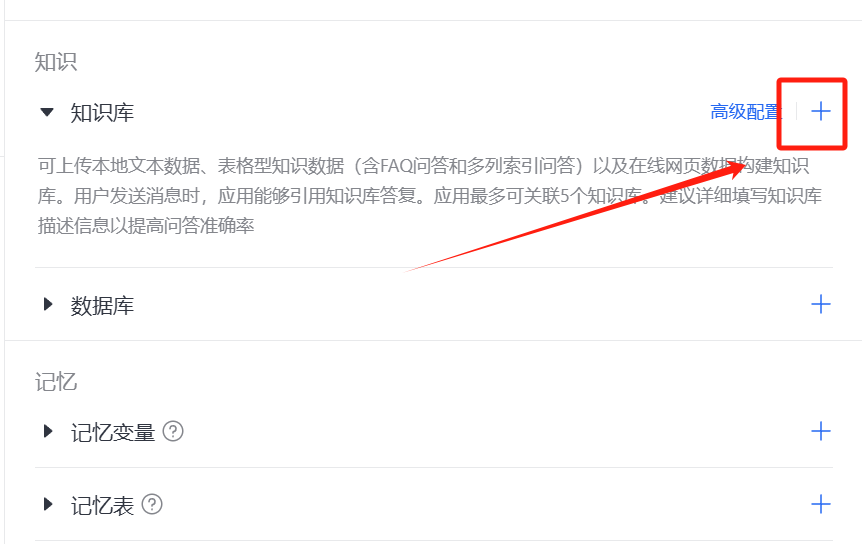 知识
知识库
高级配置
可上传本地文本数据、表格型知识数据（含FAQ问答和多列索引问答）以及在线网页数据构建知识
库。用户发送消息时，应用能够引用知识库答复。应用最多可关联5个知识库。建议详细填写知识库
描述信息以提高问答准确率
数据库
记忆
记忆变量 ?
记忆表 ?